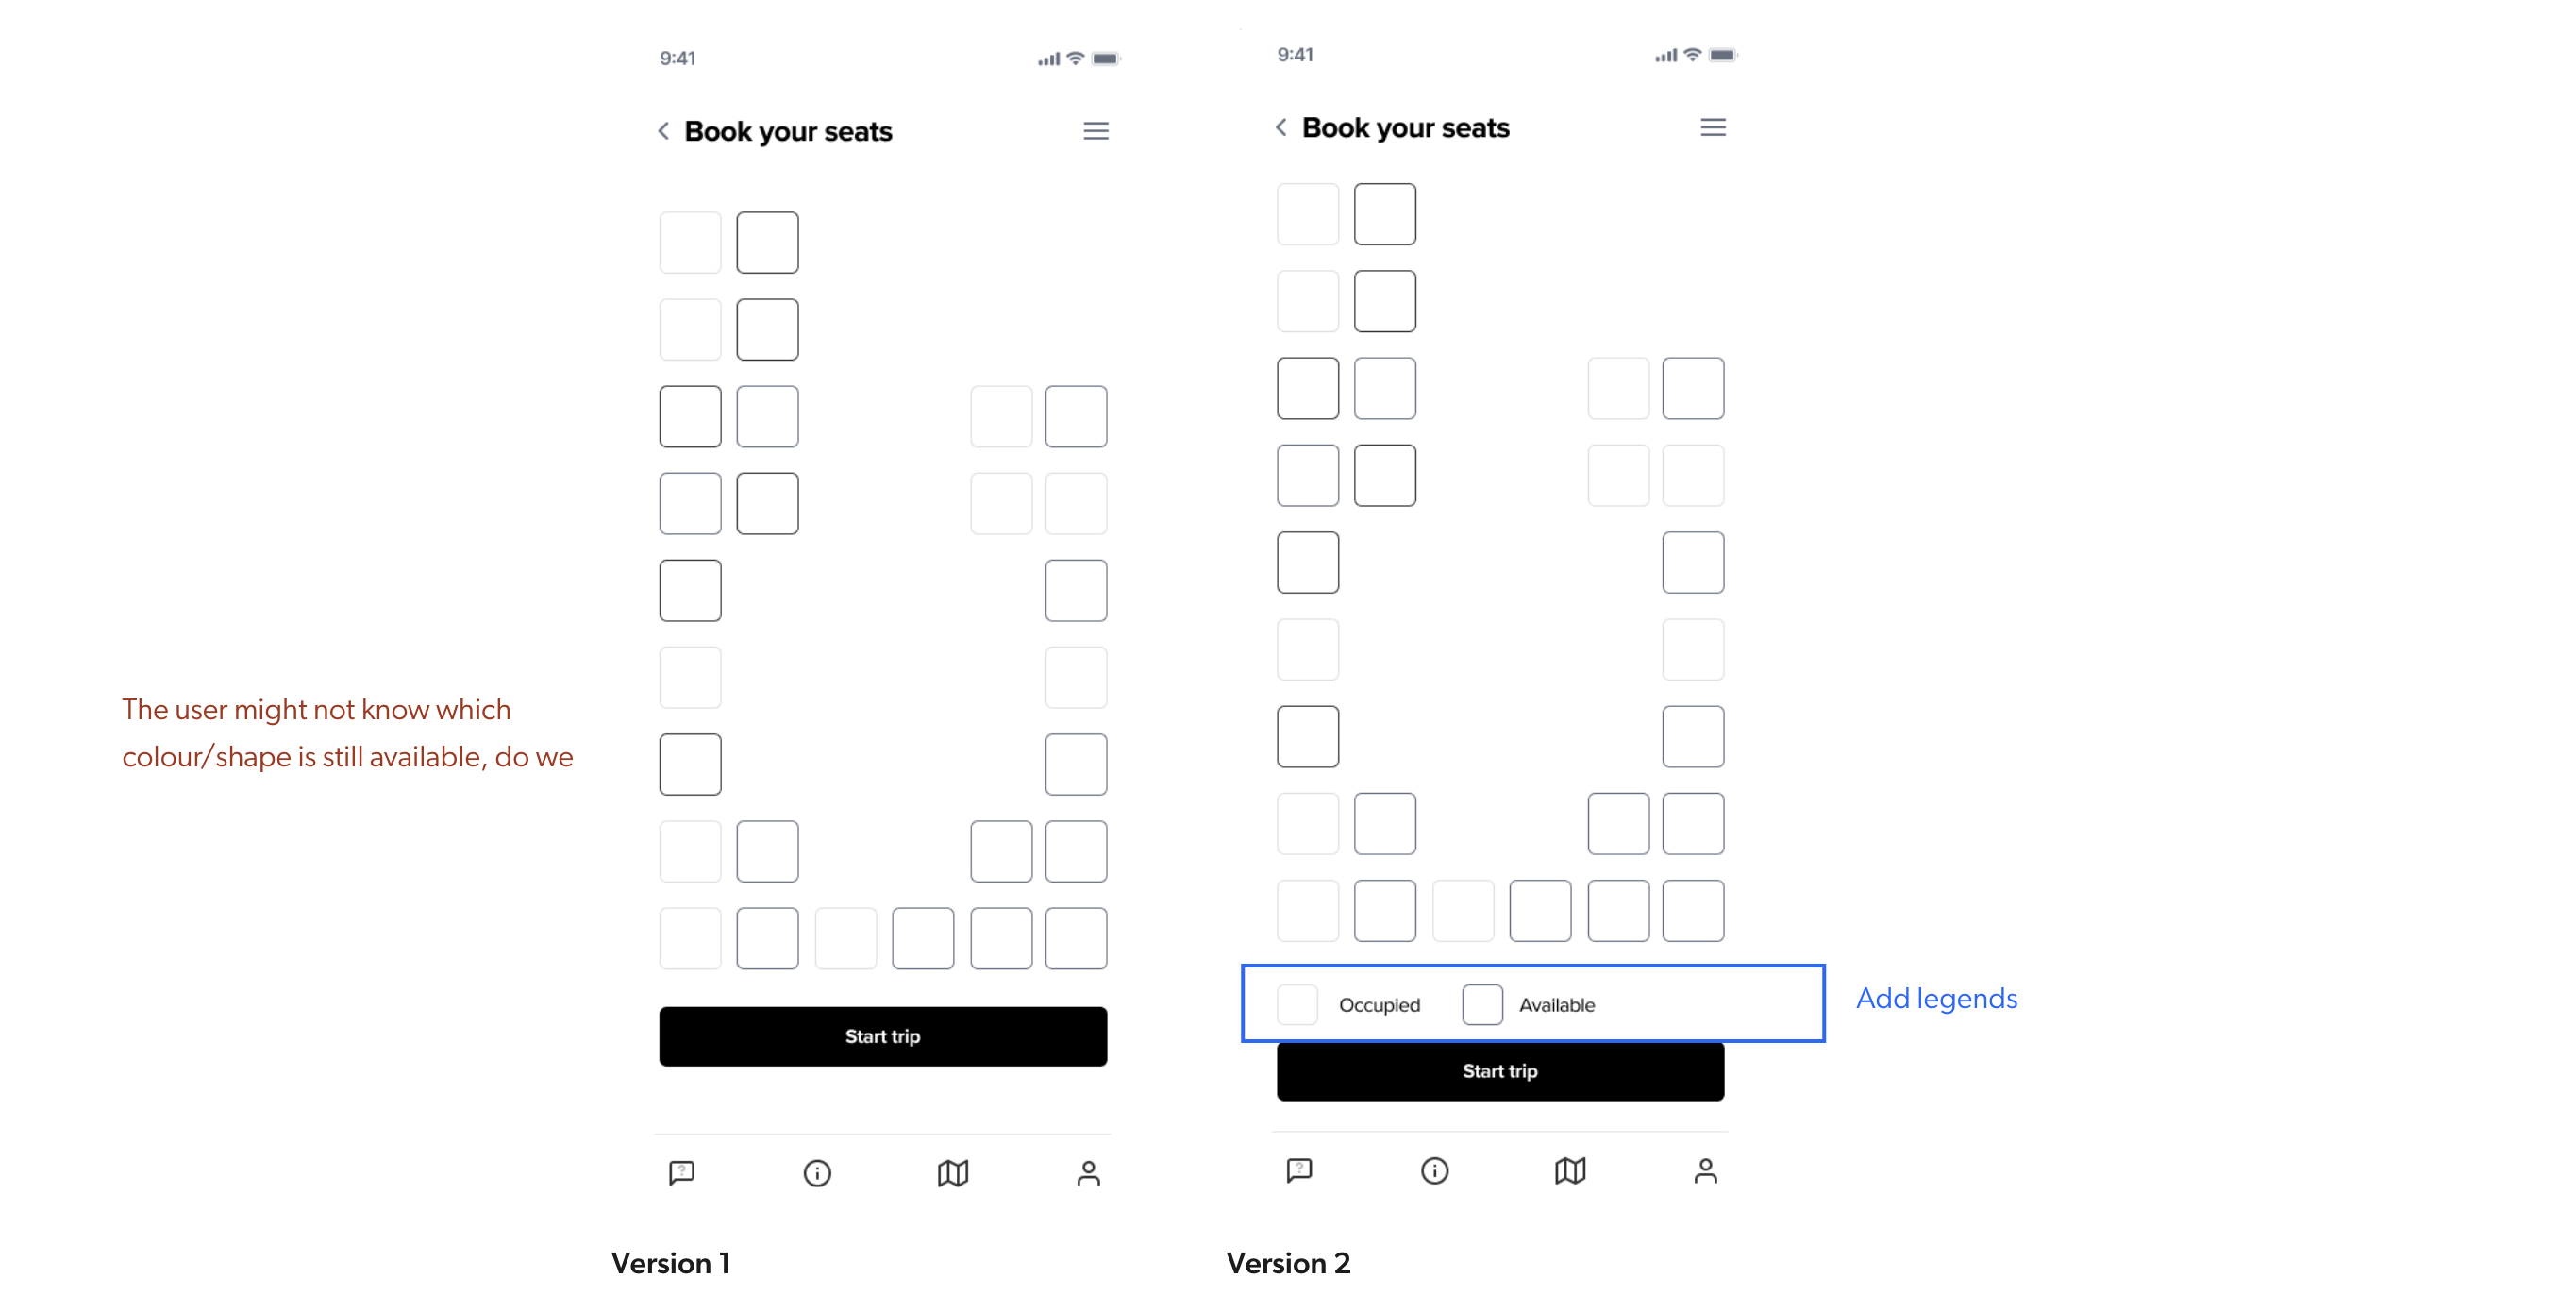 9:41
Book your seats
Start trip
Version 1
The user might not know which
colour/shape is still available, do we
9:41
Book your seats
Occupied
Available
Start trip
Version 2
Add legends